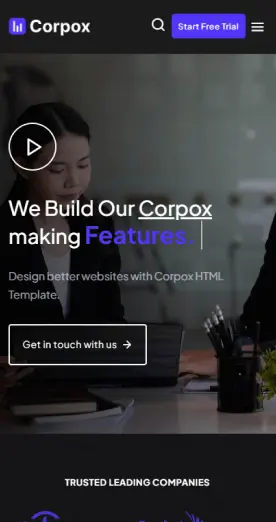 Corpox
Start Free Trial
We Build Our Corpox
making Features.
Design better websites with Corpox HTML
Template.
Get in touch with us →
TRUSTED LEADING COMPANIES